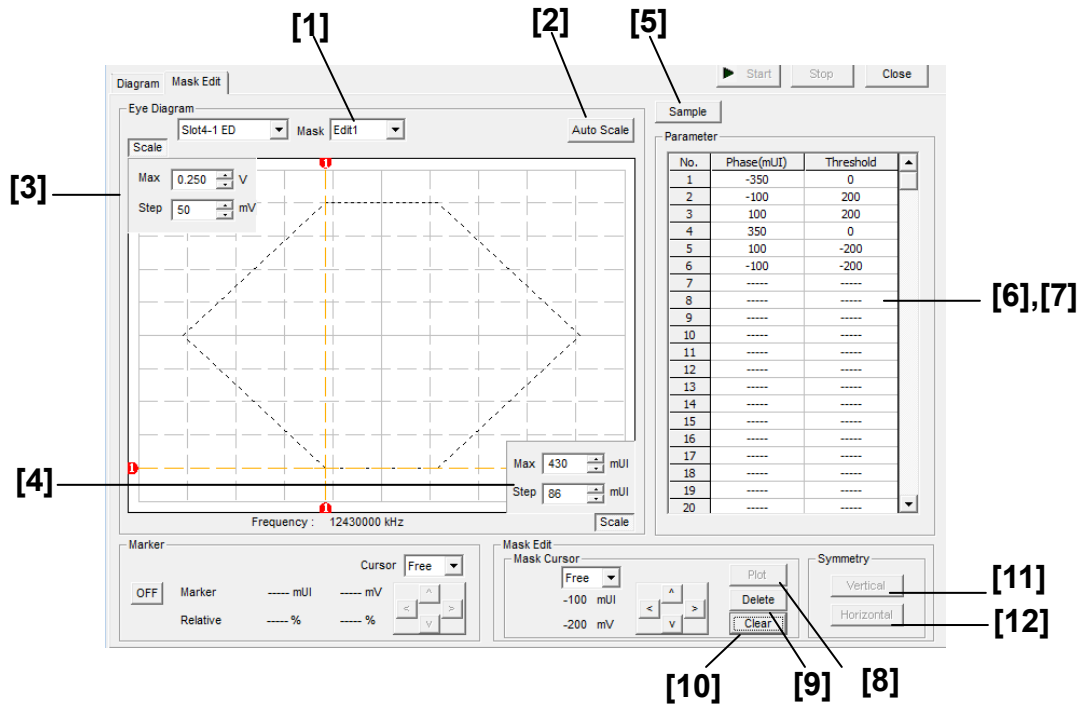 [1]
[2]
[5]
Diagram
Mask Edit
Start
Stop
Close
Eye Diagram
Slot4-1 ED
Mask
Edit1
Auto Scale
Sample
Scale
[3]
Max 0.250 V
Step 50 mV
1
1
1
Parameter
No. Phase(mUI) Threshold
1 -350 0
2 -100 200
3 100 200
4 350 0
5 100 -200
6 -100 -200
7 ----- -----
8 ----- -----
9 ----- -----
10 ----- -----
11 ----- -----
12 ----- -----
13 ----- -----
14 ----- -----
15 ----- -----
16 ----- -----
17 ----- -----
18 ----- -----
19 ----- -----
20 ----- -----
[6],[7]
[4]
Max 430 mUI
Step 86 mUI
Frequency : 12430000 kHz
Scale
Marker
Cursor Free
OFF
Marker ----- mUI ----- mV
Relative ----- % ----- %
^
<
>
v
Mask Edit
Mask Cursor
Free
-100 mUI
-200 mV
^
<
>
v
Plot
Delete
Clear
Symmetry
Vertical
Horizontal
[11]
[12]
[10]
[9]
[8]